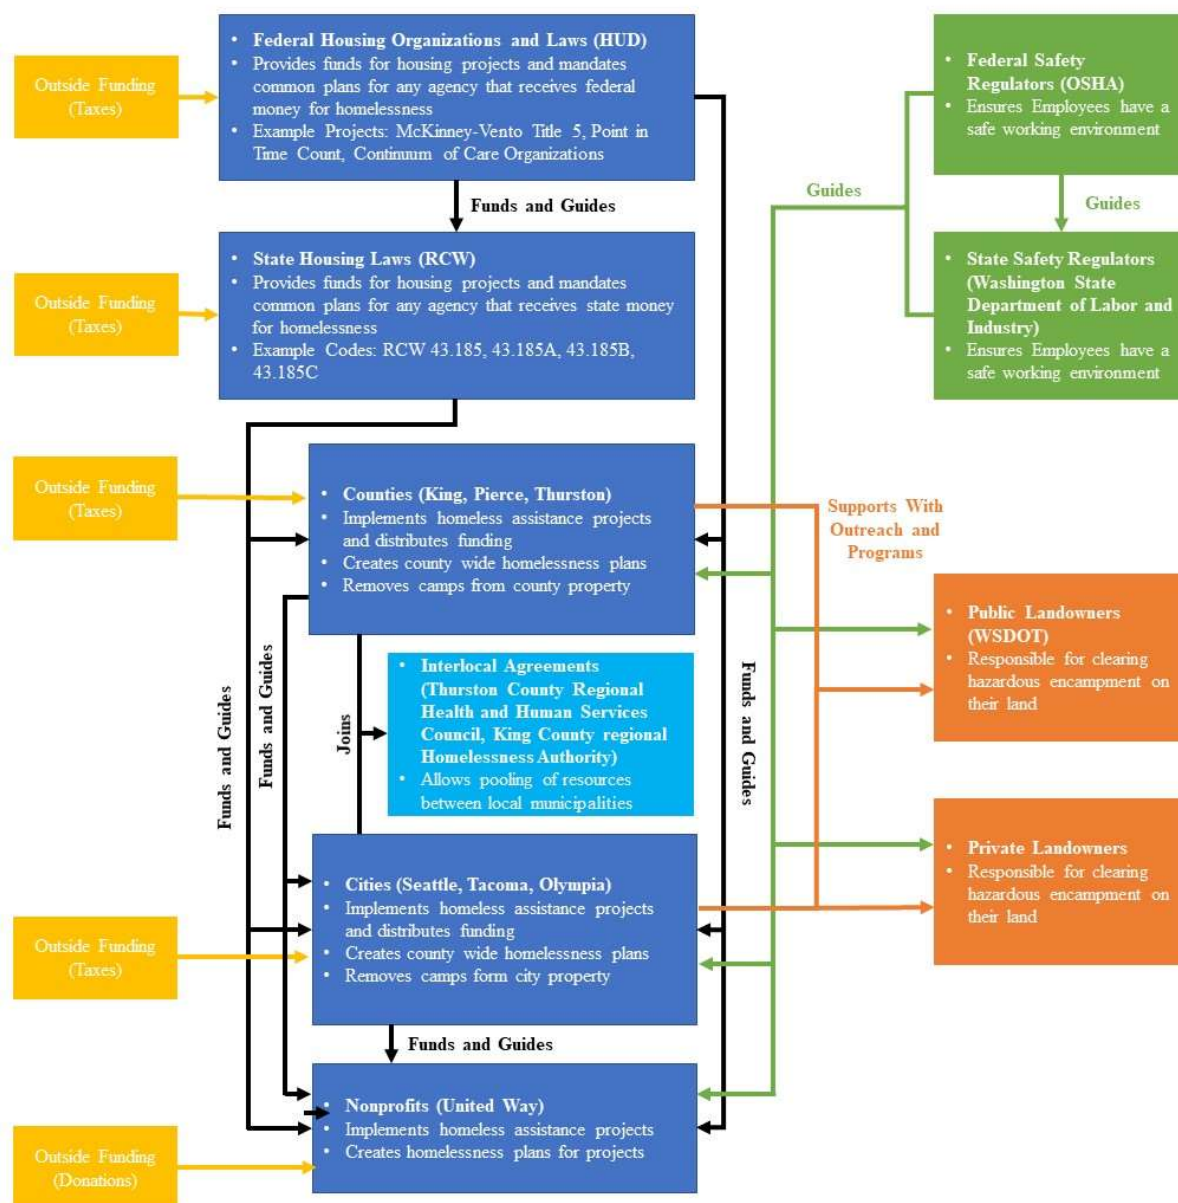 Outside Funding
(Taxes)
• Federal Housing Organizations and Laws (HUD)
• Provides funds for housing projects and mandates
common plans for any agency that receives federal
money for homelessness
• Example Projects: McKinney-Vento Title 5, Point in
Time Count, Continuum of Care Organizations
• Federal Safety
Regulators (OSHA)
• Ensures Employees have a
safe working environment
Funds and Guides
Guides
Guides
Outside Funding
(Taxes)
• State Housing Laws (RCW)
• Provides funds for housing projects and mandates
common plans for any agency that receives state money
for homelessness
• Example Codes: RCW 43.185, 43.185A, 43.185B,
43.185C
• State Safety Regulators
(Washington State
Department of Labor and
Industry)
• Ensures Employees have a
safe working environment
Outside Funding
(Taxes)
• Counties (King, Pierce, Thurston)
• Implements homeless assistance projects
and distributes funding
• Creates county wide homelessness plans
• Removes camps from county property
Supports With
Outreach and
Programs
• Public Landowners
(WSDOT)
• Responsible for clearing
hazardous encampment on
their land
Funds and Guides
Funds and Guides
Joins
• Interlocal Agreements
(Thurston County Regional
Health and Human Services
Council, King County regional
Homelessness Authority)
• Allows pooling of resources
between local municipalities
Funds and Guides
• Private Landowners
• Responsible for clearing
hazardous encampment on
their land
Outside Funding
(Taxes)
• Cities (Seattle, Tacoma, Olympia)
• Implements homeless assistance projects
and distributes funding
• Creates county wide homelessness plans
• Removes camps form city property
Funds and Guides
Outside Funding
(Donations)
• Nonprofits (United Way)
• Implements homeless assistance projects
• Creates homelessness plans for projects